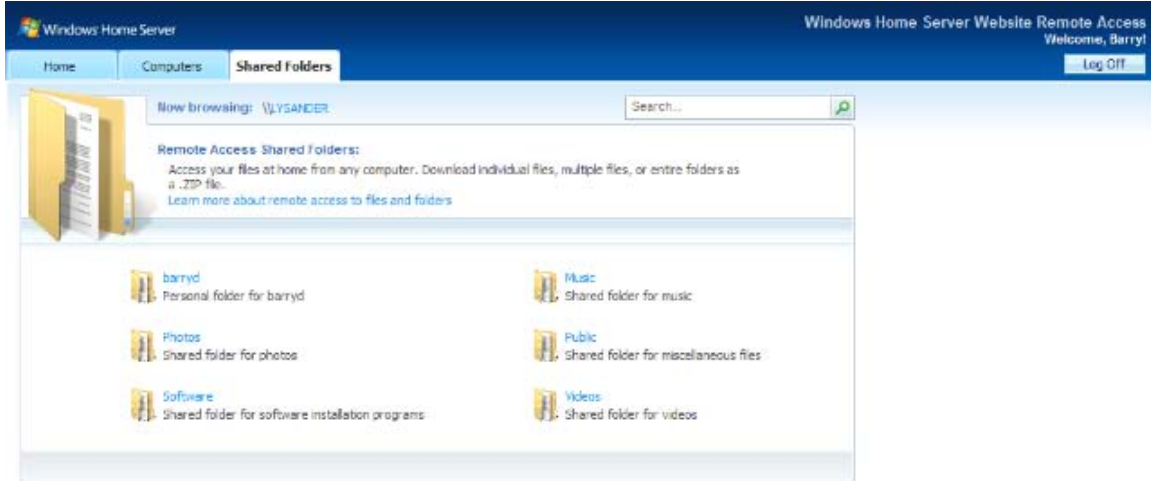 Windows Home Server
Windows Home Server Website Remote Access
Welcome, Barry!
Home
Computers
Shared Folders
Log Off
Now browsing: \\LYSANDER
Search...
Remote Access Shared Folders:
Access your files at home from any computer. Download individual files, multiple files, or entire folders as
a .ZIP file.
Learn more about remote access to files and folders
barryd
Personal folder for barryd
Music
Shared folder for music
Photos
Shared folder for photos
Public
Shared folder for miscellaneous files
Software
Shared folder for software installation programs
Videos
Shared folder for videos